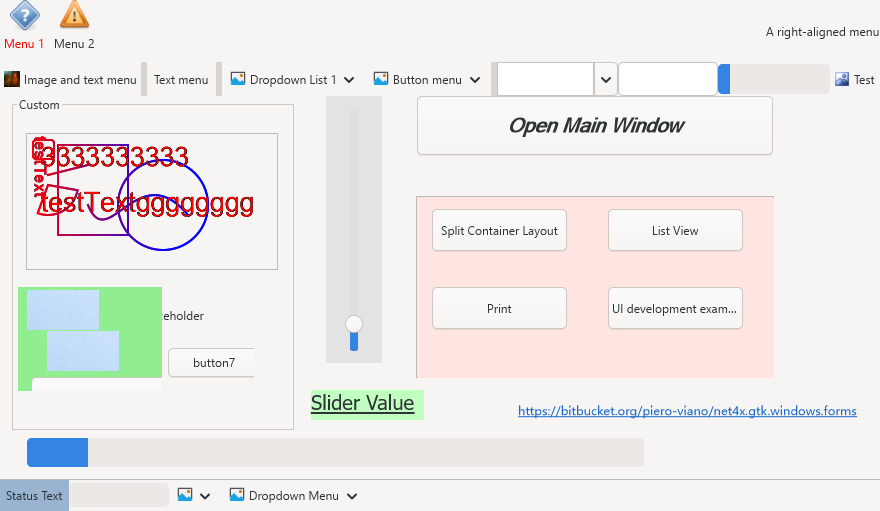 Menu 1
Menu 2
A right-aligned menu
Image and text menu
Text menu
Dropdown List 1
Button menu
Test
Custom
testText
3333333333
testTextgggggggg
eholder
button7
Open Main Window
Split Container Layout
List View
Print
UI development exam...
Slider Value
https://bitbucket.org/piero-viano/net4x.gtk.windows.forms
Status Text
Dropdown Menu